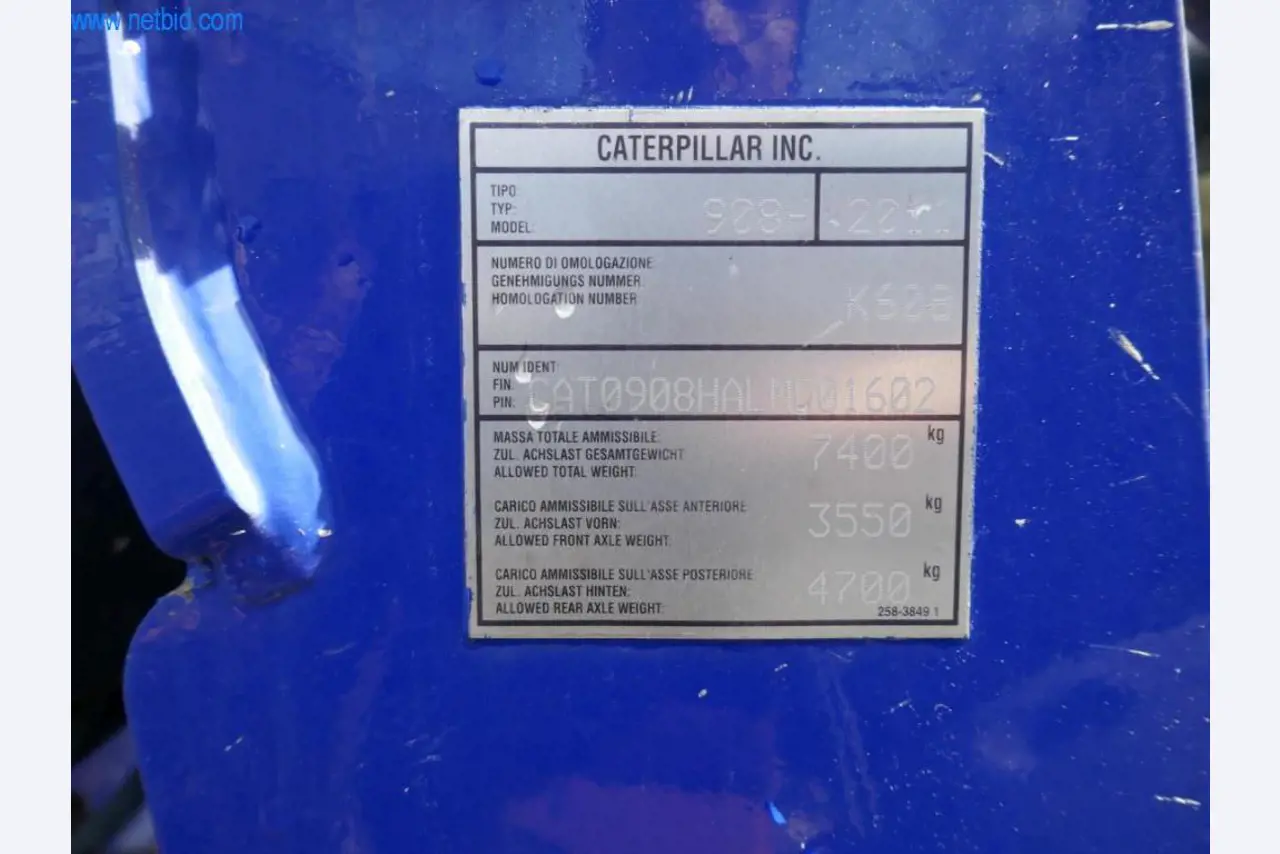 www.netbid.com
CATERPILLAR INC.
TIPO
TYP:
MODEL:
908-
NUMERO DI OMOLOGAZIONE
GENEHMIGUNGS NUMMER:
HOMOLOGATION NUMBER
K608
NUM IDENT
FIN:
PIN:
MASSA TOTALE AMMISSIBILE:
ZUL. ACHSLAST GESAMTGEWICHT
ALLOWED TOTAL WEIGHT:
7400 kg
CARICO AMMISSIBILE SULL'ASSE ANTERIORE
ZUL. ACHSLAST VORN:
ALLOWED FRONT AXLE WEIGHT:
3550 kg
CARICO AMMISSIBILE SULL'ASSE POSTERIORE
ZUL. ACHSLAST HINTEN:
ALLOWED REAR AXLE WEIGHT:
4700 kg
258-3849 1